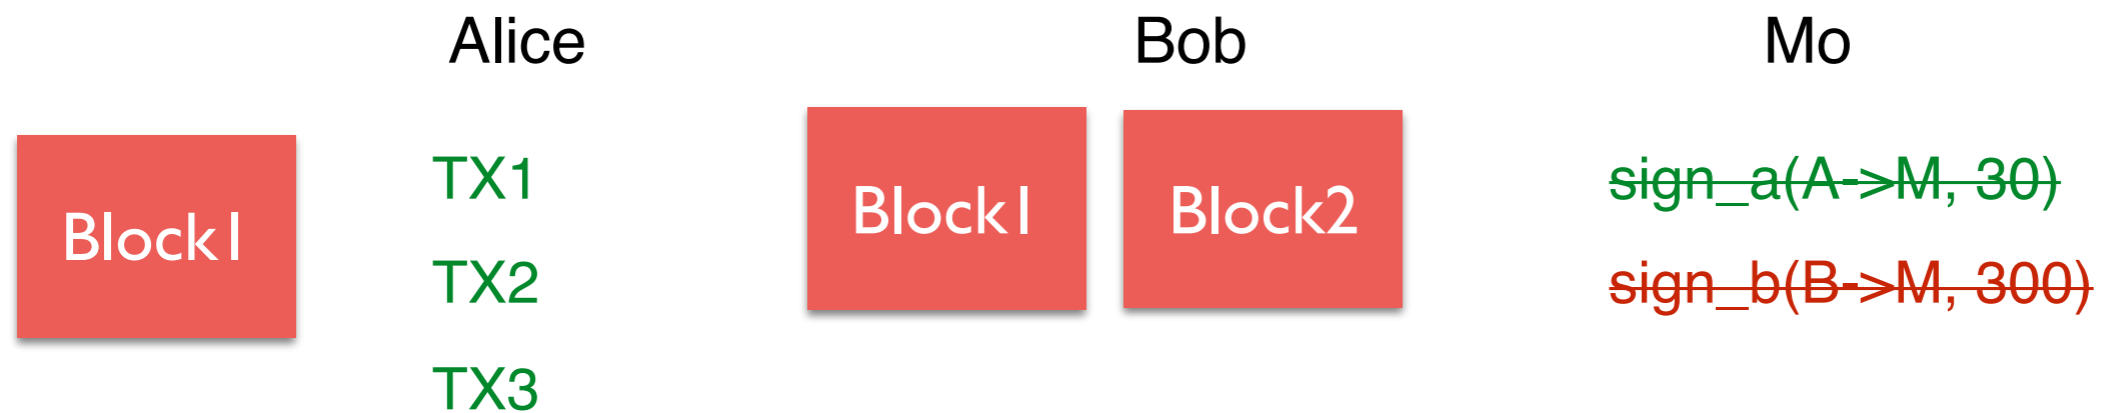 Alice
Bob
Mo
Block1
TX1
TX2
TX3
Block1
Block2
sign_a(A->M, 30)
sign_b(B->M, 300)